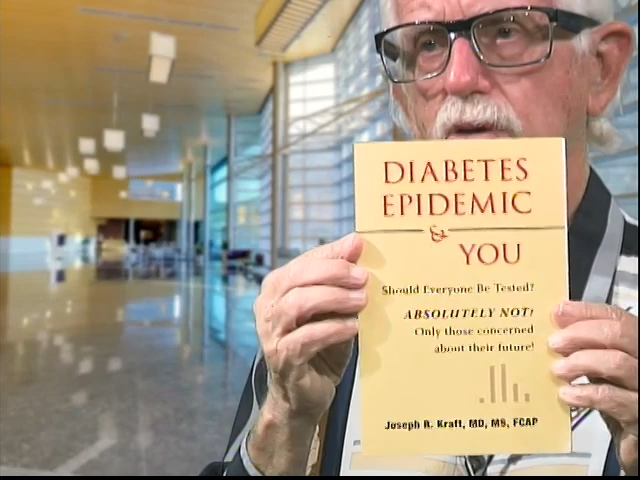 DIABETES
EPIDEMIC
&
YOU
Should Everyone Be Tested?
ABSOLUTELY NOT!
Only those concerned
about their future!
Joseph R. Kraft, MD, MS, FCAP